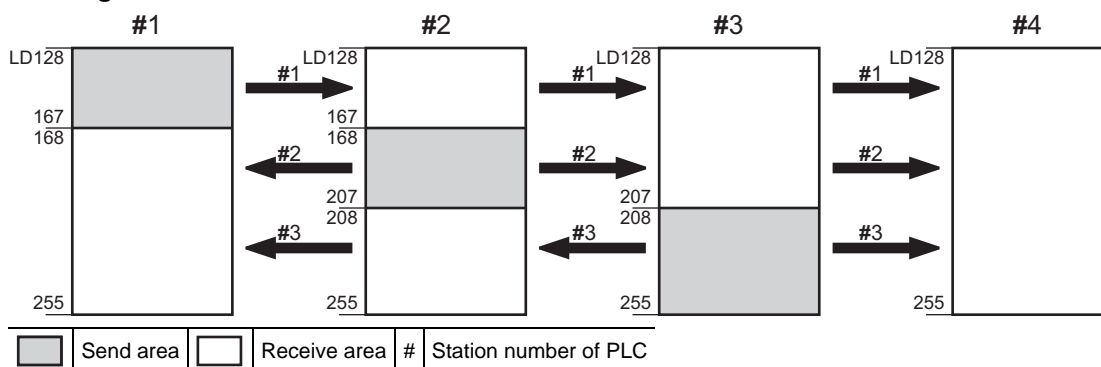 #1 #2 #3 #4
LD128 LD128 LD128 LD128
#1 #1 #1
167 167
168 168
#2 #2 #2
207 207
208 208
#3 #3 #3
255 255 255 255
Send area Receive area # Station number of PLC